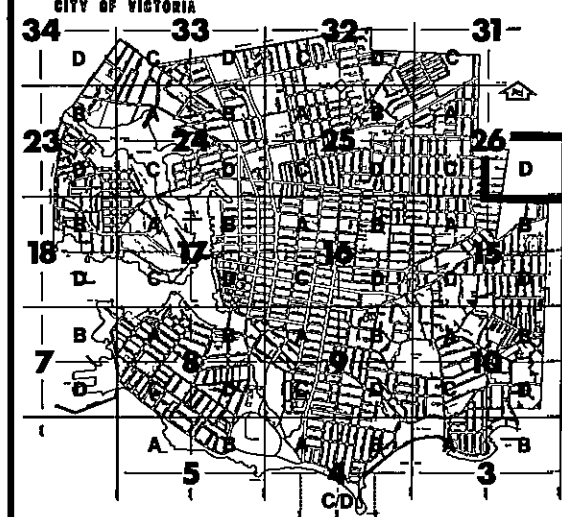 CITY OF VICTORIA
34 33 32 31
D C D C/D D C
B A B A B A
23 24 25 26
D C D C D C D
B A B A B A B
18 17 16 15
D C D C D C D
B A B A B A B
7 8 9 10
D C D C D C D
A B A B A B
5 4 3
C/D